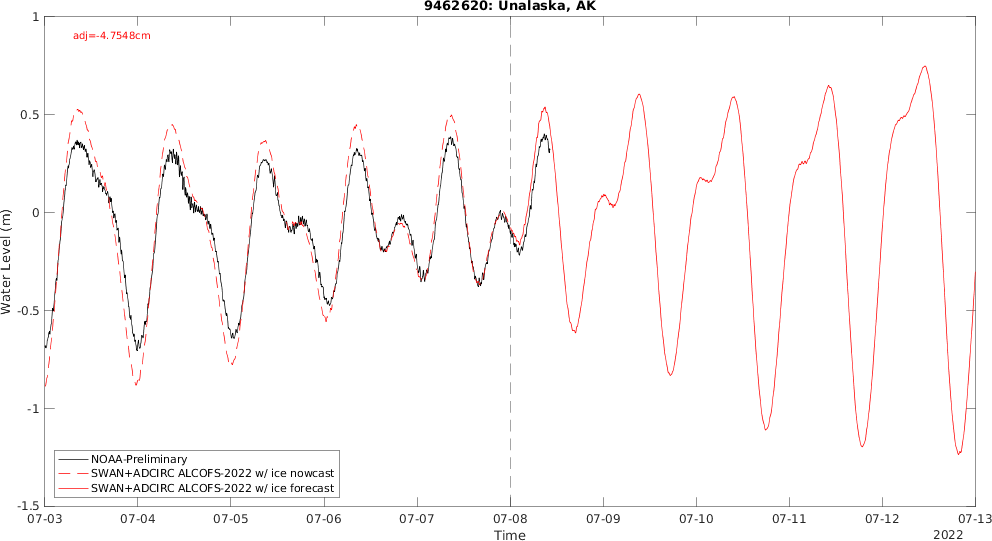 9462620: Unalaska, AK
adj=-4.7548cm
1
0.5
0
-0.5
-1
-1.5
Water Level (m)
NOAA-Preliminary
SWAN+ADCIRC ALCOFS-2022 w/ ice nowcast
SWAN+ADCIRC ALCOFS-2022 w/ ice forecast
07-03 07-04 07-05 07-06 07-07 07-08 07-09 07-10 07-11 07-12 07-13
Time
2022